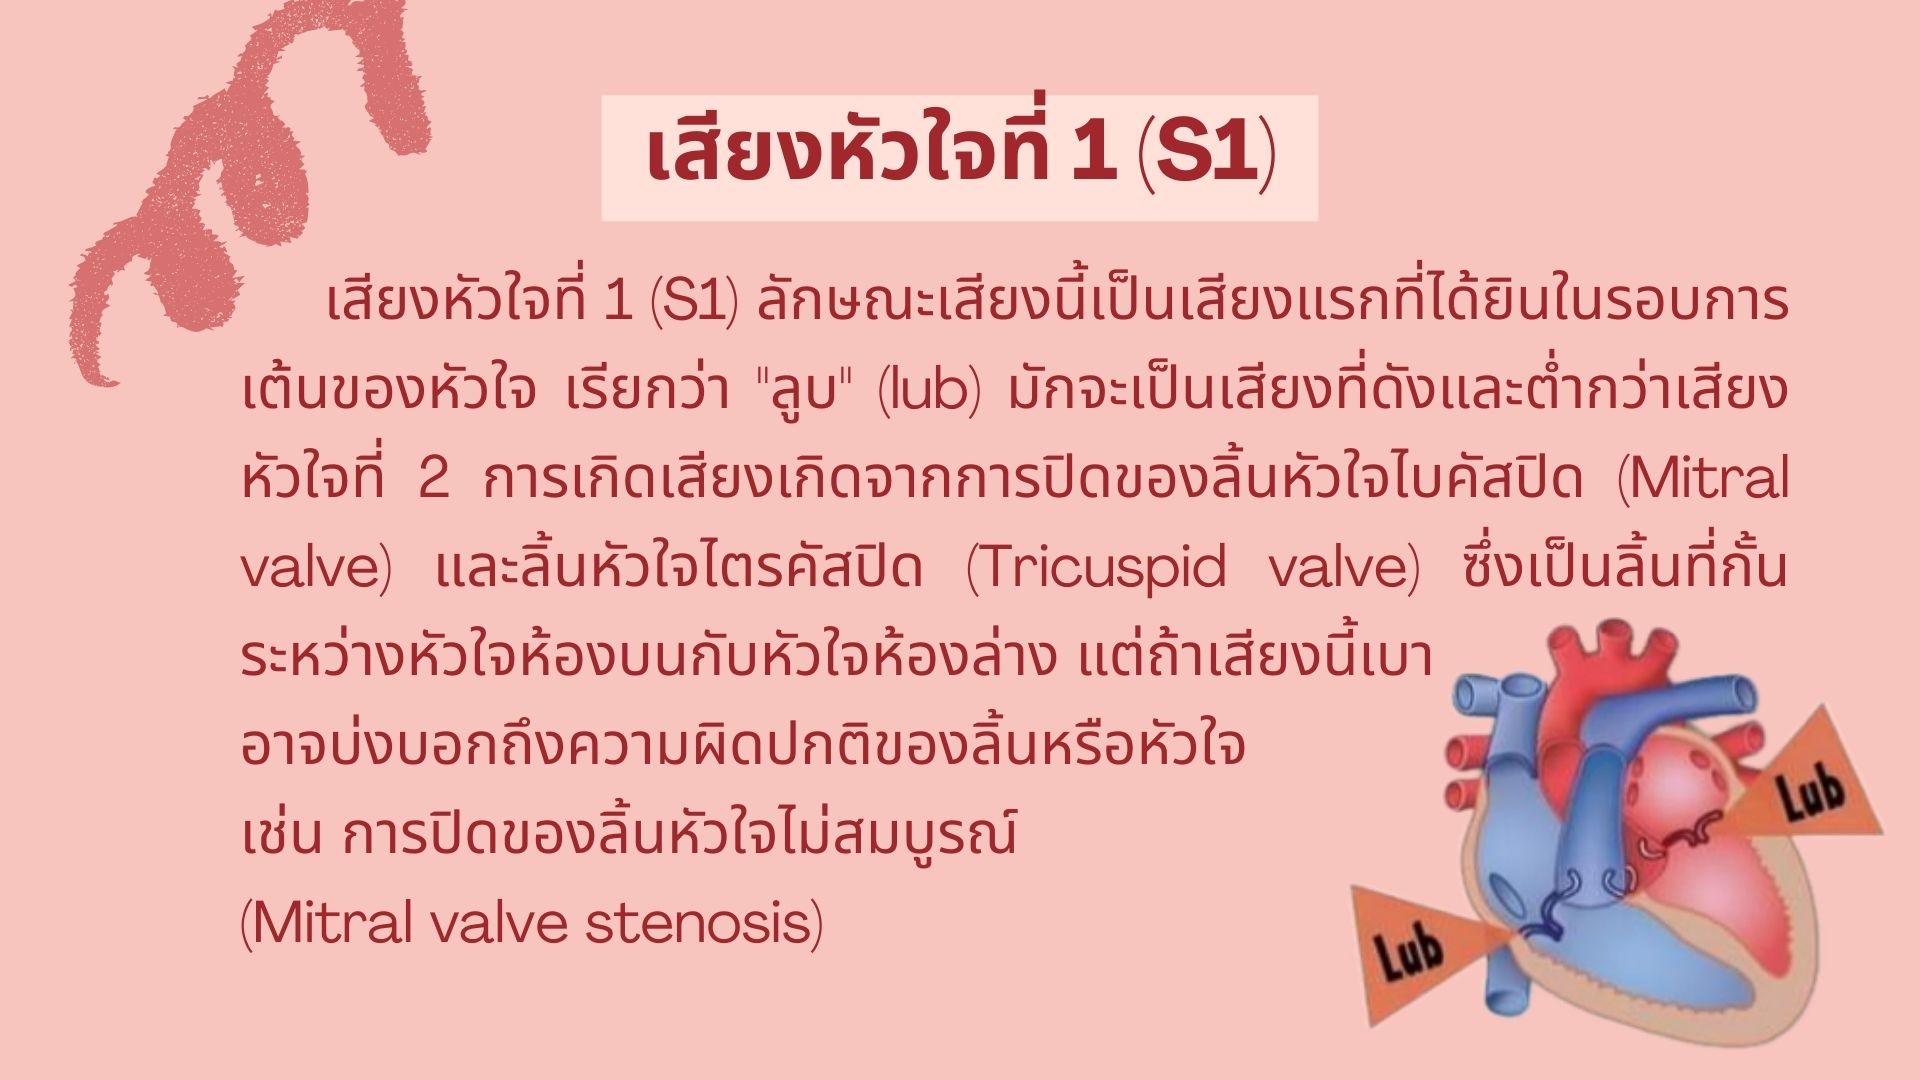 เสียงหัวใจที่ 1 (S1)
เสียงหัวใจที่ 1 (S1) ลักษณะเสียงนี้เป็นเสียงแรกที่ได้ยินในรอบการ
เต้นของหัวใจ เรียกว่า "ลูบ" (lub) มักจะเป็นเสียงที่ดังและต่ำกว่าเสียง
หัวใจที่ 2 การเกิดเสียงเกิดจากการปิดของลิ้นหัวใจไบคัสปิด (Mitral
valve) และลิ้นหัวใจไตรคัสปิด (Tricuspid valve) ซึ่งเป็นลิ้นที่กั้น
ระหว่างหัวใจห้องบนกับหัวใจห้องล่าง แต่ถ้าเสียงนี้เบา
อาจบ่งบอกถึงความผิดปกติของลิ้นหรือหัวใจ
เช่น การปิดของลิ้นหัวใจไม่สมบูรณ์
(Mitral valve stenosis)
Lub
Lub